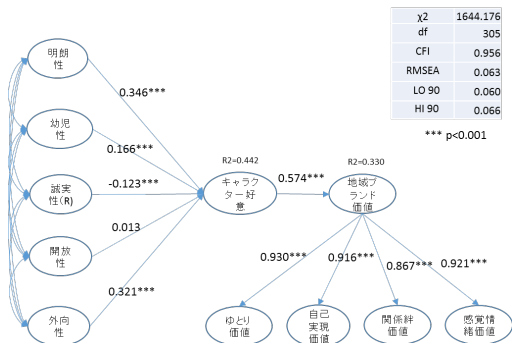 χ2 1644.176
df 305
CFI 0.956
RMSEA 0.063
LO 90 0.060
HI 90 0.066
*** p<0.001
明朗
性
幼児
性
誠実
性(R)
開放
性
外向
性
0.346***
0.166***
-0.123***
0.013
0.321***
R2=0.442
キャラク
ター好
意
0.574***
R2=0.330
地域ブ
ランド
価値
0.930***
0.916***
0.867***
0.921***
ゆとり
価値
自己
実現
価値
関係絆
価値
感覚情
緒価値